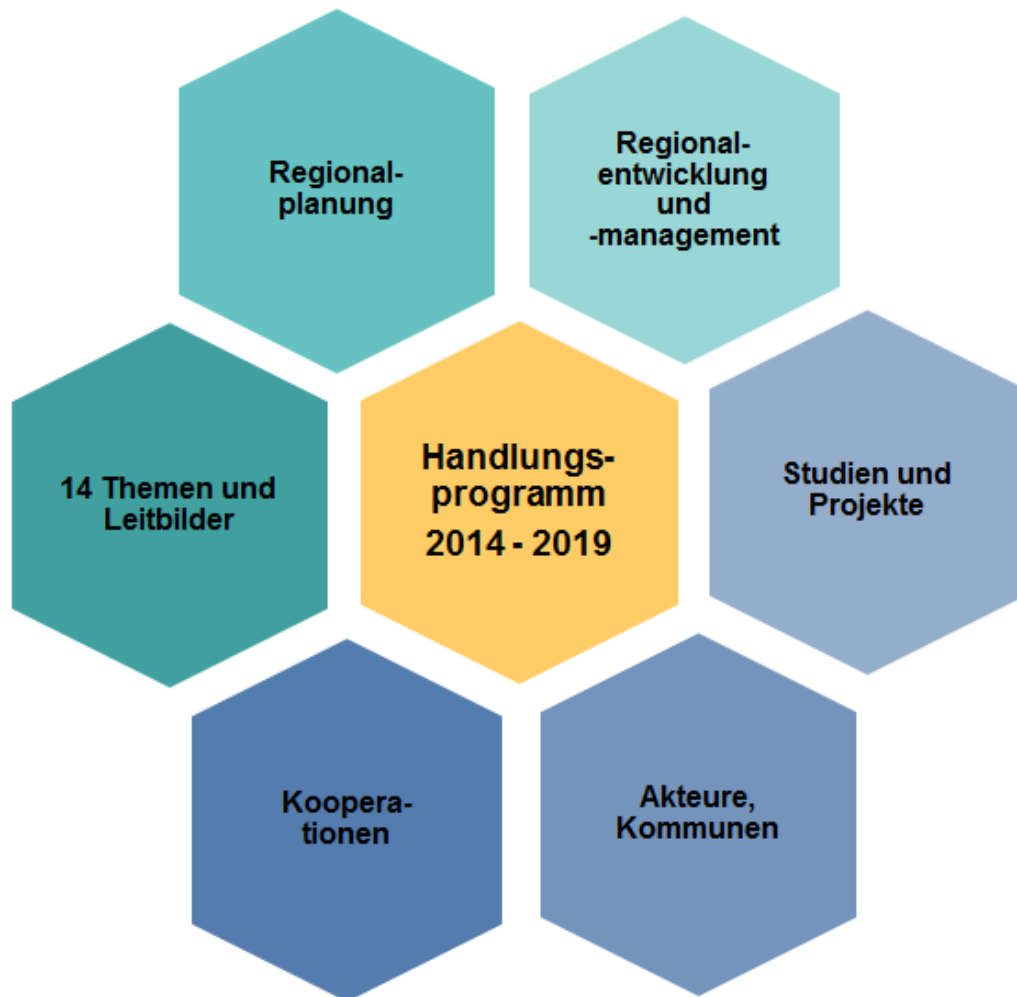 Regional-
planung
Regional-
entwicklung
und
-management
14 Themen und
Leitbilder
Handlungs-
programm
2014 - 2019
Studien und
Projekte
Koopera-
tionen
Akteure,
Kommunen